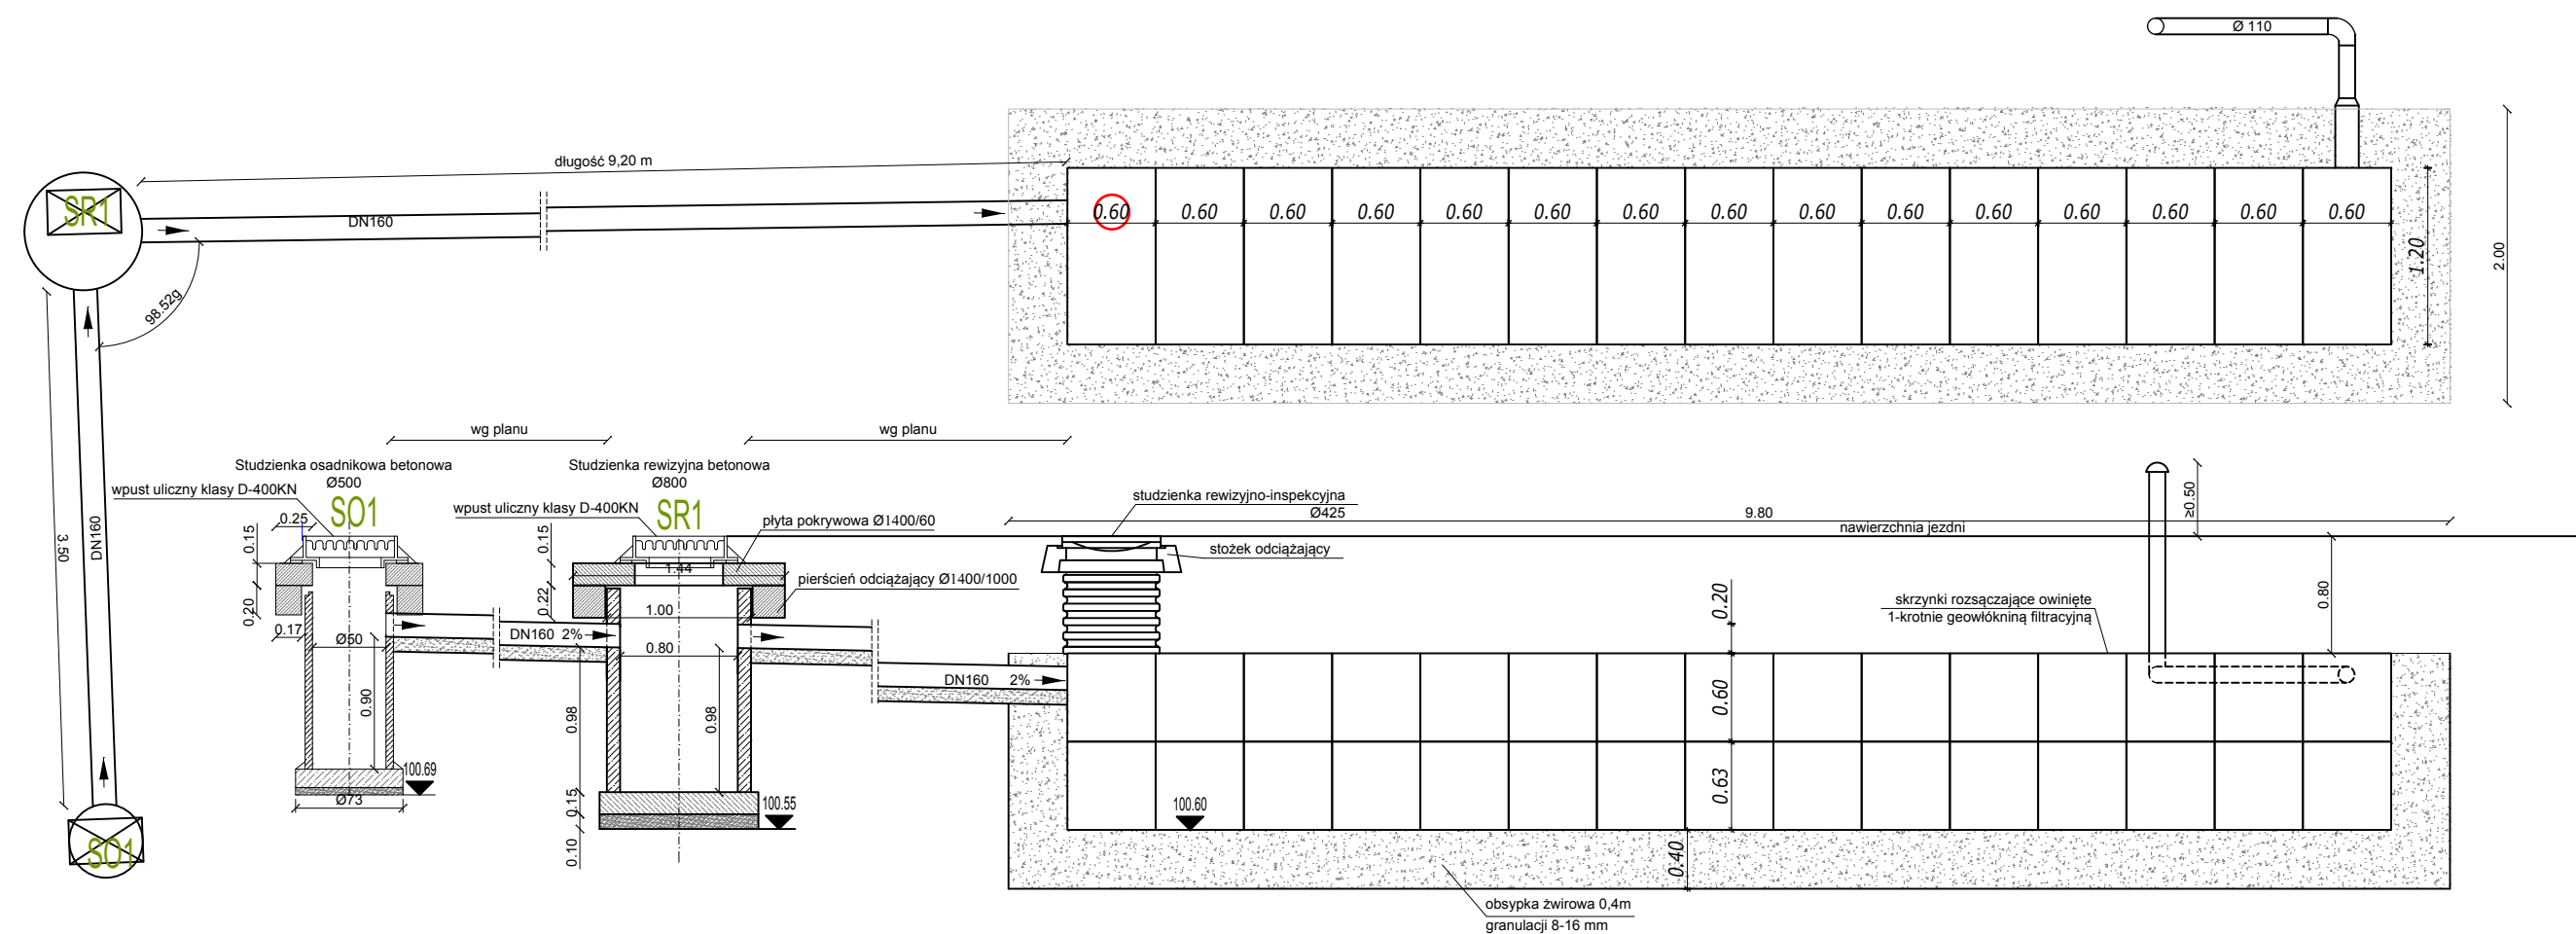 Ø 110
długość 9,20 m
SR1
DN160
0.60 0.60 0.60 0.60 0.60 0.60 0.60 0.60 0.60 0.60 0.60 0.60 0.60 0.60 0.60
1.20
2.00
98.52g
3.50
DN160
SO1
wg planu
wg planu
Studzienka osadnikowa betonowa
Ø500
SO1
wpust uliczny klasy D-400KN
0.25
0.15
0.20
0.17
Ø50
0.90
100.69
Ø73
DN160 2%
Studzienka rewizyjna betonowa
Ø800
SR1
wpust uliczny klasy D-400KN
płyta pokrywowa Ø1400/60
pierścień odciążający Ø1400/1000
0.15
1.44
0.22
1.00
0.80
0.98
0.98
0.15
0.10
100.55
DN160 2%
studzienka rewizyjno-inspekcyjna
Ø425
stożek odciążający
9.80
nawierzchnia jezdni
≥0.50
0.80
0.20
0.60
0.63
0.40
skrzynki rozsączające owinięte
1-krotnie geowłókniną filtracyjną
100.60
obsypka żwirowa 0,4m
granulacji 8-16 mm